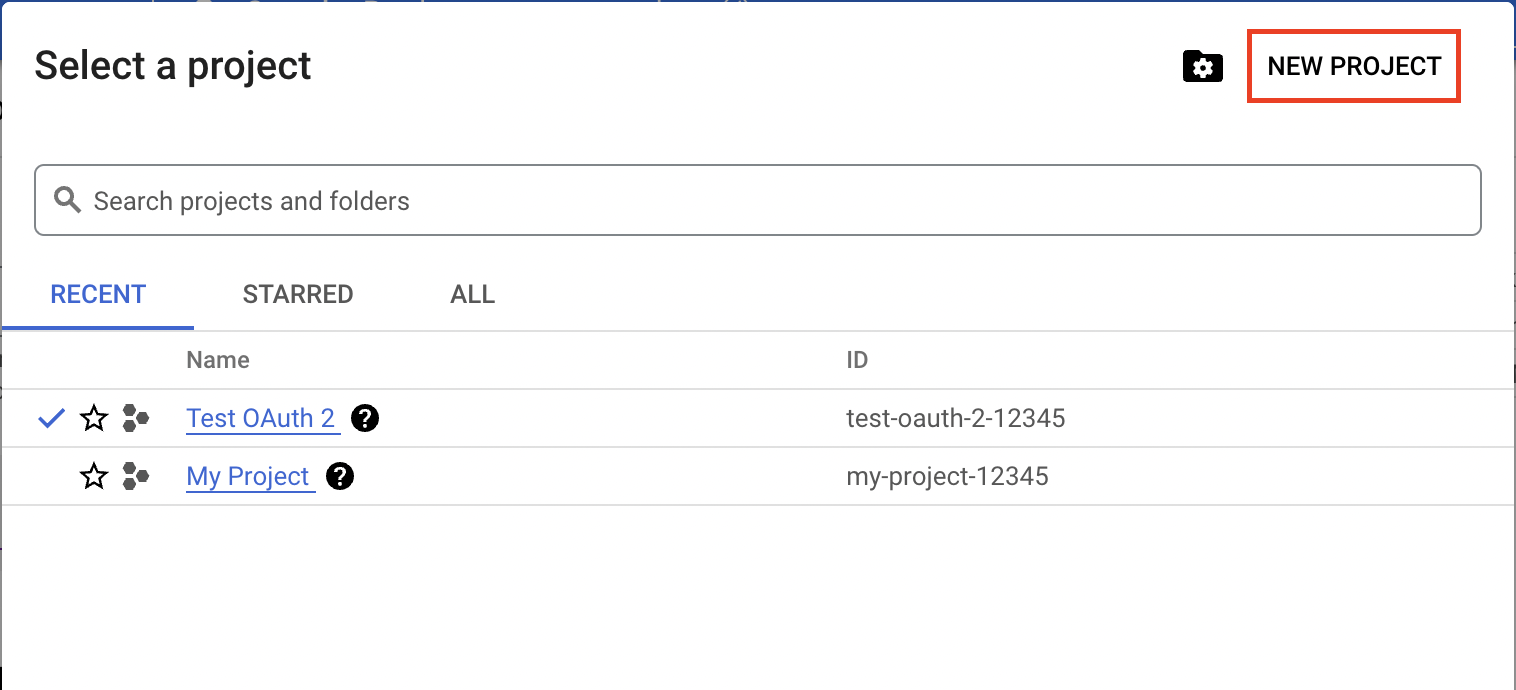 Select a project
NEW PROJECT
Search projects and folders
RECENT STARRED ALL
Name ID
Test OAuth 2 test-oauth-2-12345
My Project my-project-12345